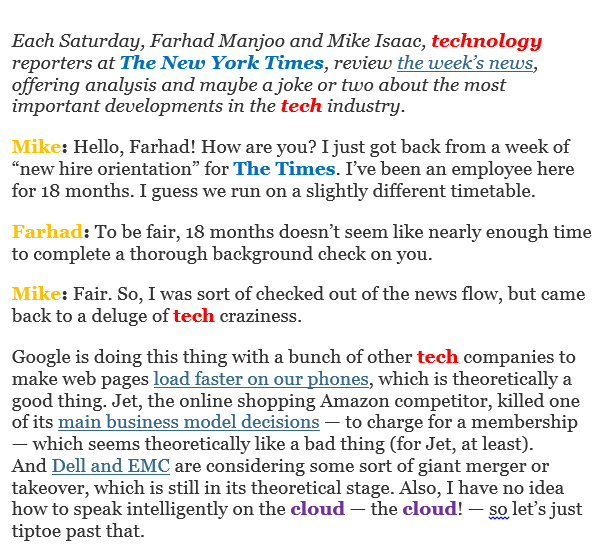 Each Saturday, Farhad Manjoo and Mike Isaac, technology
reporters at The New York Times, review the week’s news,
offering analysis and maybe a joke or two about the most
important developments in the tech industry.
Mike: Hello, Farhad! How are you? I just got back from a week of
“new hire orientation” for The Times. I’ve been an employee here
for 18 months. I guess we run on a slightly different timetable.
Farhad: To be fair, 18 months doesn’t seem like nearly enough time
to complete a thorough background check on you.
Mike: Fair. So, I was sort of checked out of the news flow, but came
back to a deluge of tech craziness.
Google is doing this thing with a bunch of other tech companies to
make web pages load faster on our phones, which is theoretically a
good thing. Jet, the online shopping Amazon competitor, killed one
of its main business model decisions — to charge for a membership
— which seems theoretically like a bad thing (for Jet, at least).
And Dell and EMC are considering some sort of giant merger or
takeover, which is still in its theoretical stage. Also, I have no idea
how to speak intelligently on the cloud — the cloud! — so let’s just
tiptoe past that.